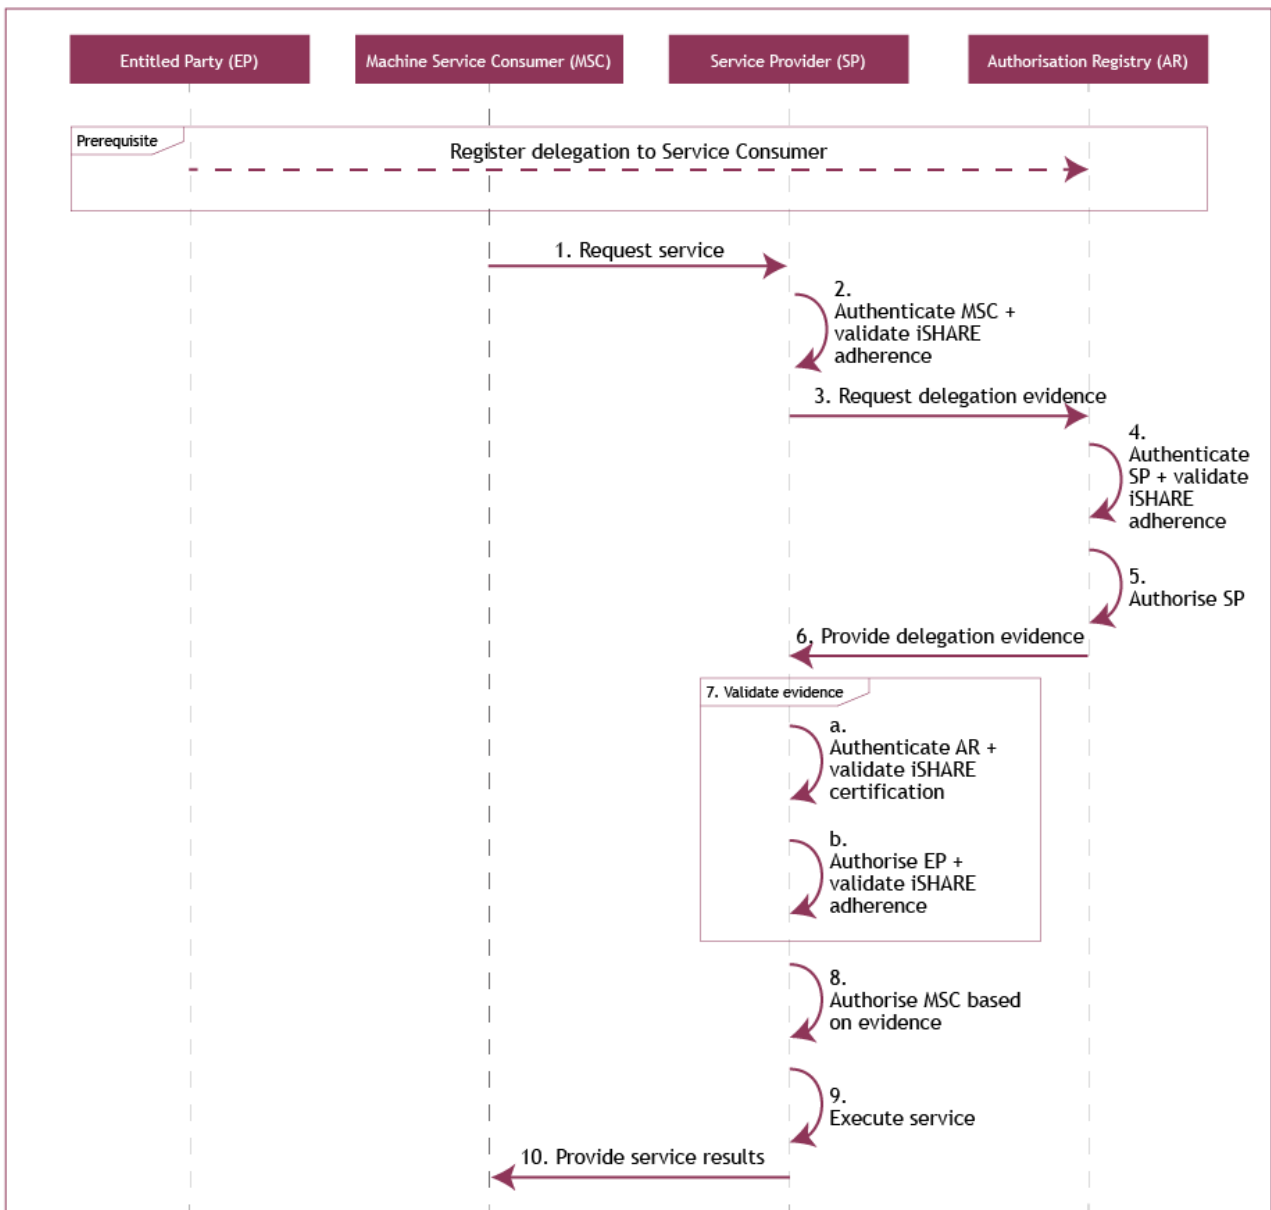 Entitled Party (EP)
Machine Service Consumer (MSC)
Service Provider (SP)
Authorisation Registry (AR)
Prerequisite
Register delegation to Service Consumer
1. Request service
2.
Authenticate MSC +
validate iSHARE
adherence
3. Request delegation evidence
4.
Authenticate
SP + validate
iSHARE
adherence
5.
Authorise SP
6. Provide delegation evidence
7. Validate evidence
a.
Authenticate AR +
validate iSHARE
certification
b.
Authorise EP +
validate iSHARE
adherence
8.
Authorise MSC based
on evidence
9.
Execute service
10. Provide service results